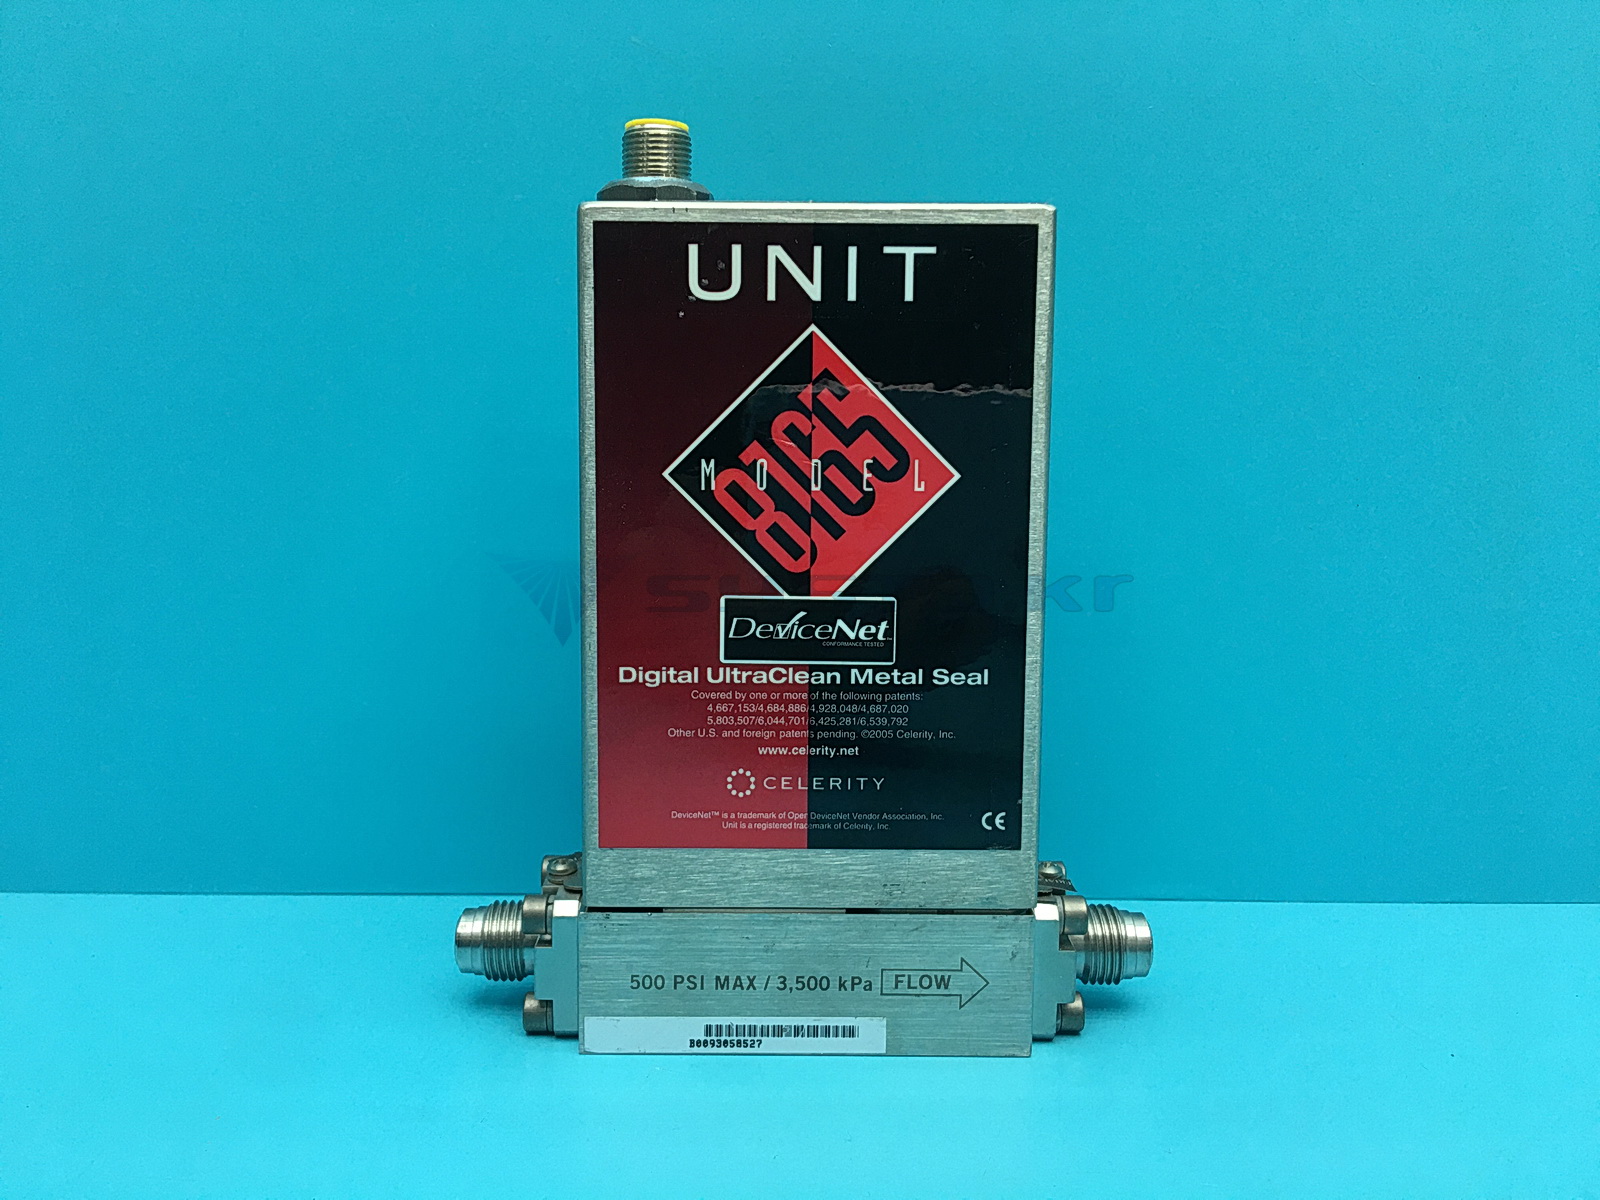 UNIT
8165
MODEL
DeviceNet™
CONFORMANCE TESTED
Digital UltraClean Metal Seal
Covered by one or more of the following patents:
4,667,153/4,684,886/4,928,048/4,687,020
5,803,507/6,044,701/6,425,281/6,539,792
Other U.S. and foreign patents pending. ©2005 Celerity, Inc.
www.celerity.net
CELERITY
DeviceNet™ is a trademark of Open DeviceNet Vendor Association, Inc.
Unit is a registered trademark of Celerity, Inc.
CE
500 PSI MAX / 3,500 kPa FLOW
B0093058527